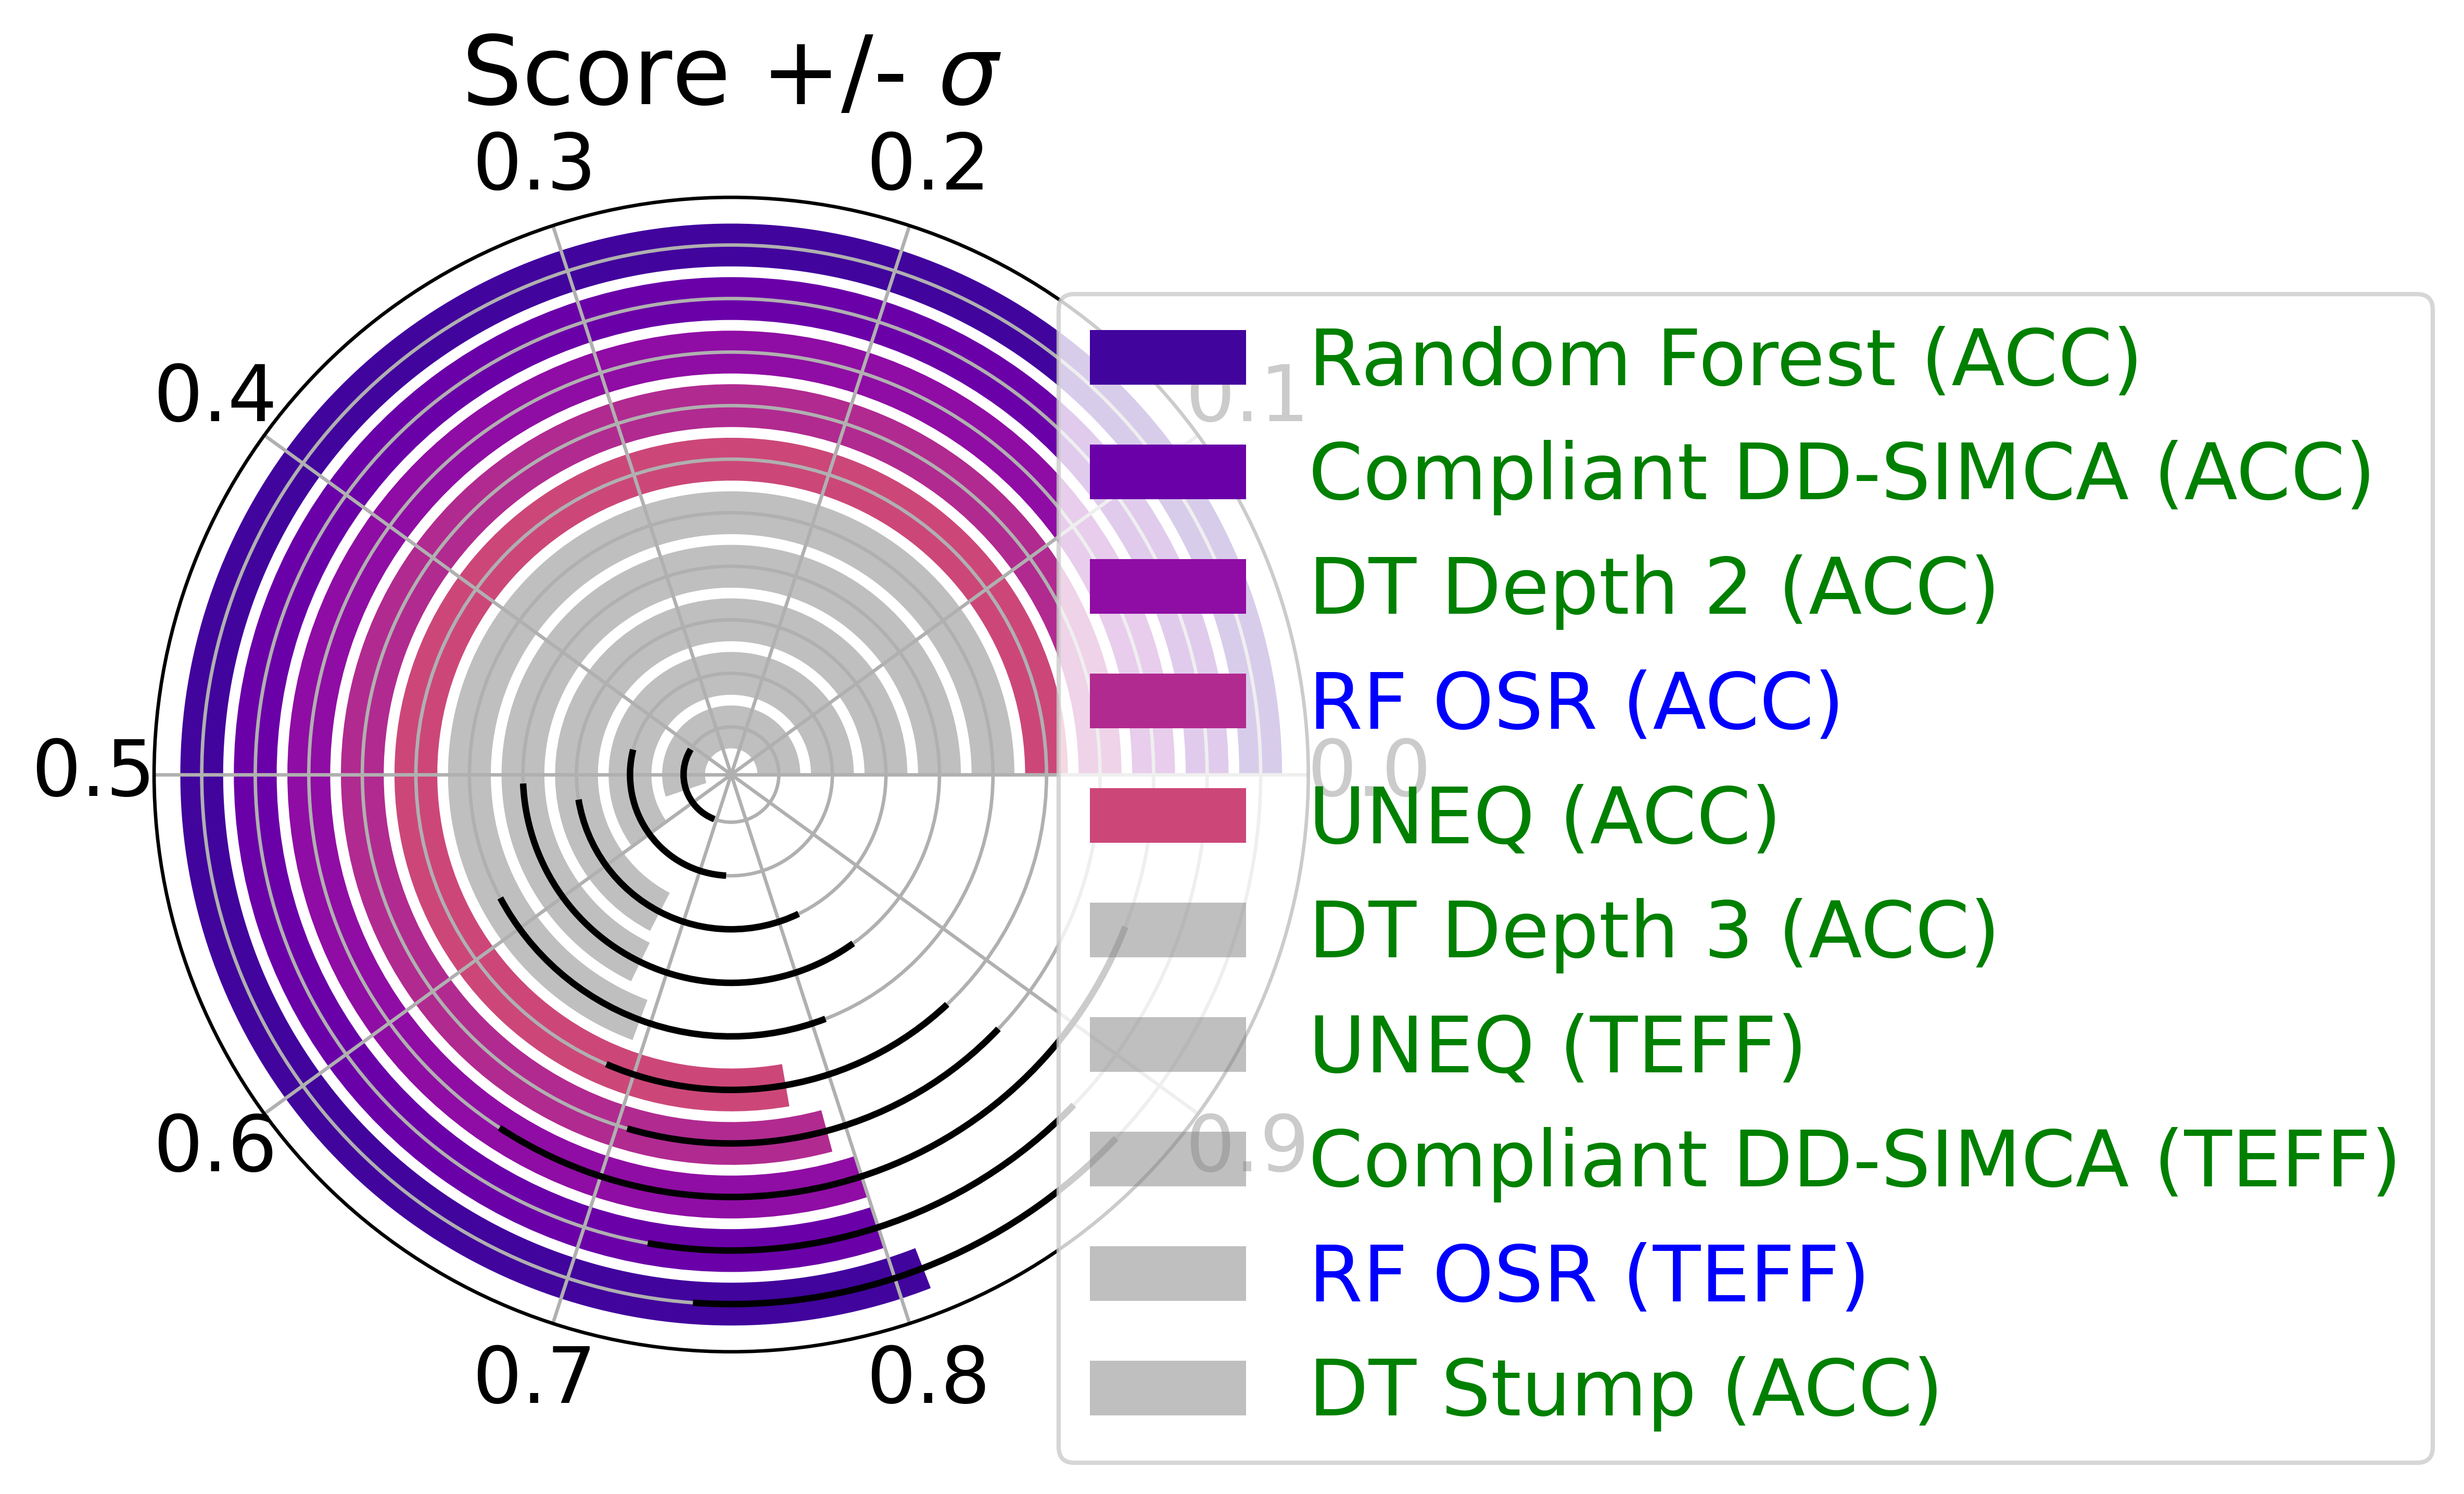 Score +/- σ
0.3
0.2
0.4
0.1
0.5
0.0
0.6
0.9
0.7
0.8
Random Forest (ACC)
Compliant DD-SIMCA (ACC)
DT Depth 2 (ACC)
RF OSR (ACC)
UNEQ (ACC)
DT Depth 3 (ACC)
UNEQ (TEFF)
Compliant DD-SIMCA (TEFF)
RF OSR (TEFF)
DT Stump (ACC)